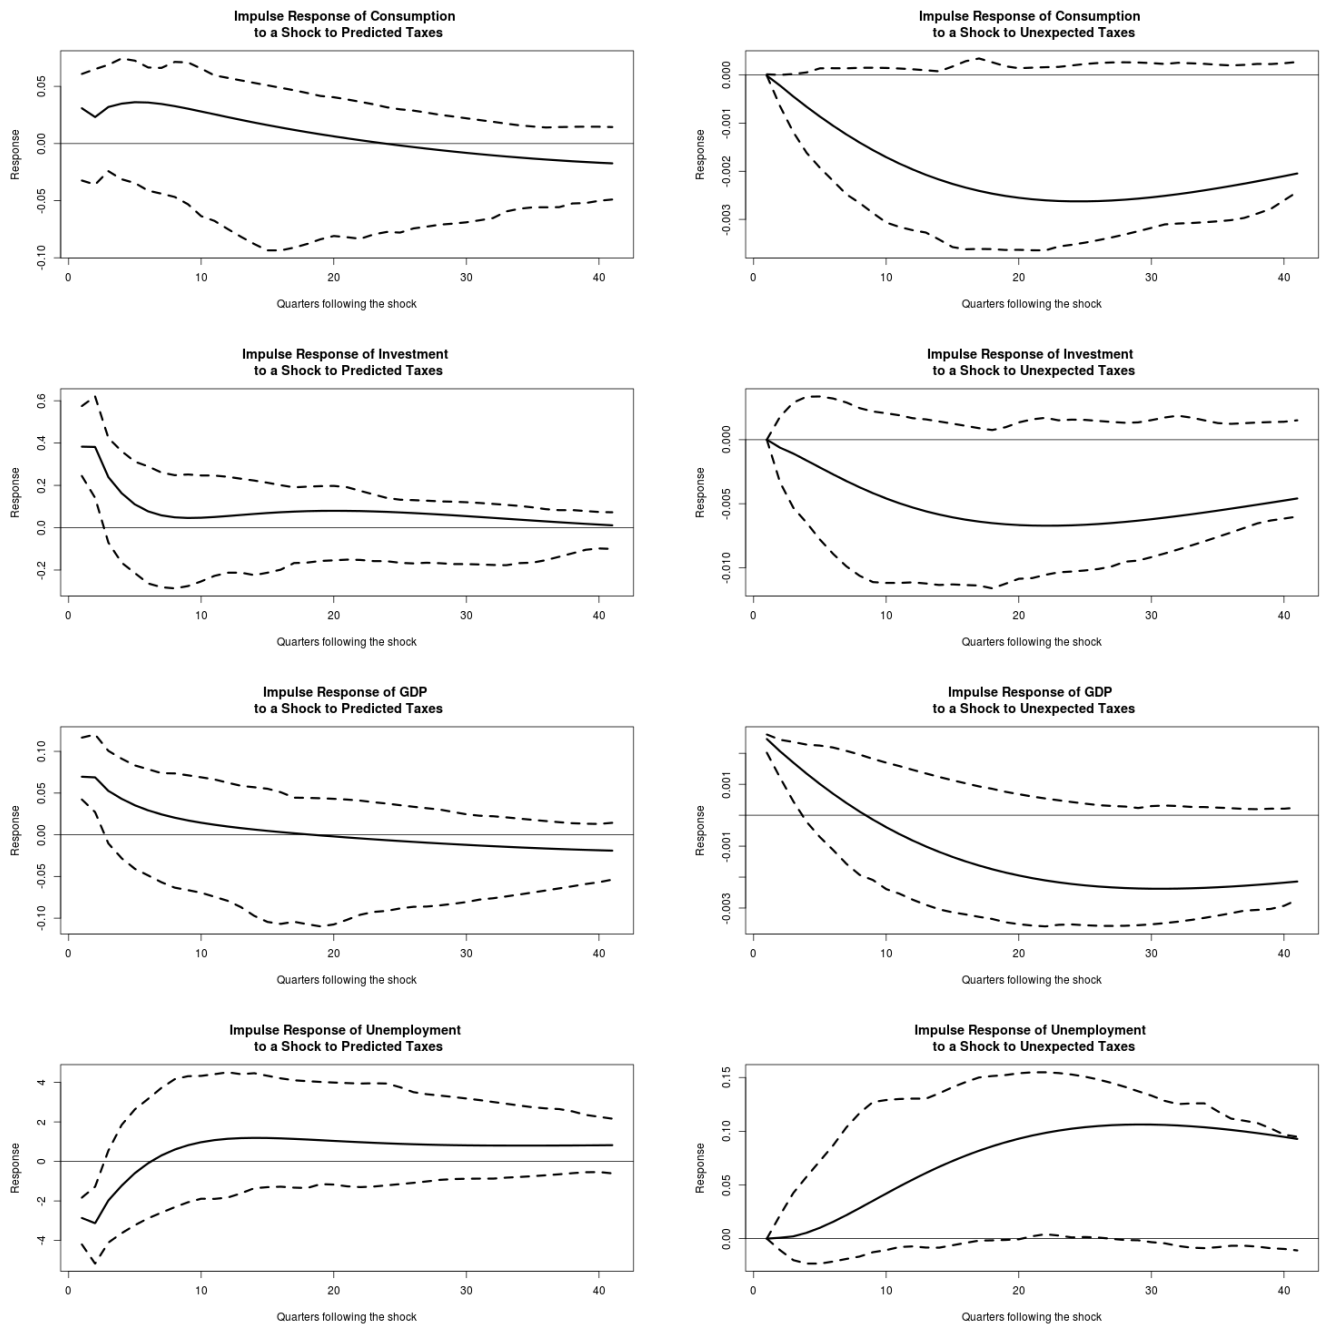 Impulse Response of Consumption
to a Shock to Predicted Taxes
Response
0.05
0.00
-0.05
-0.10
0 10 20 30 40
Quarters following the shock
Impulse Response of Consumption
to a Shock to Unexpected Taxes
Response
0.000
-0.001
-0.002
-0.003
0 10 20 30 40
Quarters following the shock
Impulse Response of Investment
to a Shock to Predicted Taxes
Response
0.6
0.4
0.2
0.0
-0.2
0 10 20 30 40
Quarters following the shock
Impulse Response of Investment
to a Shock to Unexpected Taxes
Response
0.000
-0.005
-0.010
0 10 20 30 40
Quarters following the shock
Impulse Response of GDP
to a Shock to Predicted Taxes
Response
0.10
0.05
0.00
-0.05
-0.10
0 10 20 30 40
Quarters following the shock
Impulse Response of GDP
to a Shock to Unexpected Taxes
Response
0.001
-0.001
-0.003
0 10 20 30 40
Quarters following the shock
Impulse Response of Unemployment
to a Shock to Predicted Taxes
Response
4
2
0
-2
-4
0 10 20 30 40
Quarters following the shock
Impulse Response of Unemployment
to a Shock to Unexpected Taxes
Response
0.15
0.10
0.05
0.00
0 10 20 30 40
Quarters following the shock